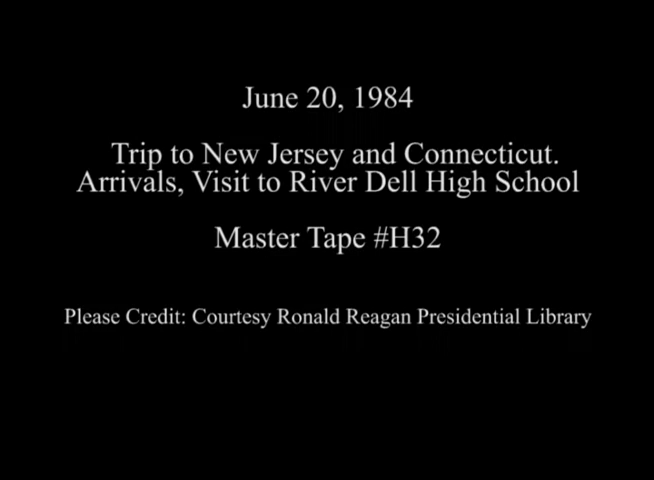 June 20, 1984
Trip to New Jersey and Connecticut.
Arrivals, Visit to River Dell High School
Master Tape #H32
Please Credit: Courtesy Ronald Reagan Presidential Library